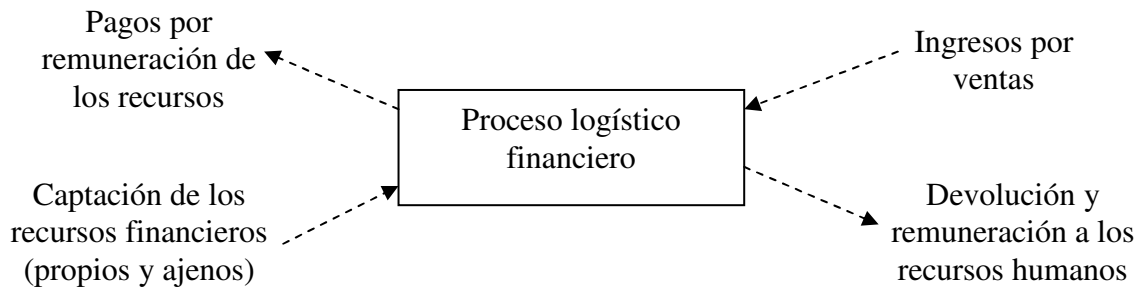 Pagos por
remuneración de
los recursos
Ingresos por
ventas
Proceso logístico
financiero
Captación de los
recursos financieros
(propios y ajenos)
Devolución y
remuneración a los
recursos humanos